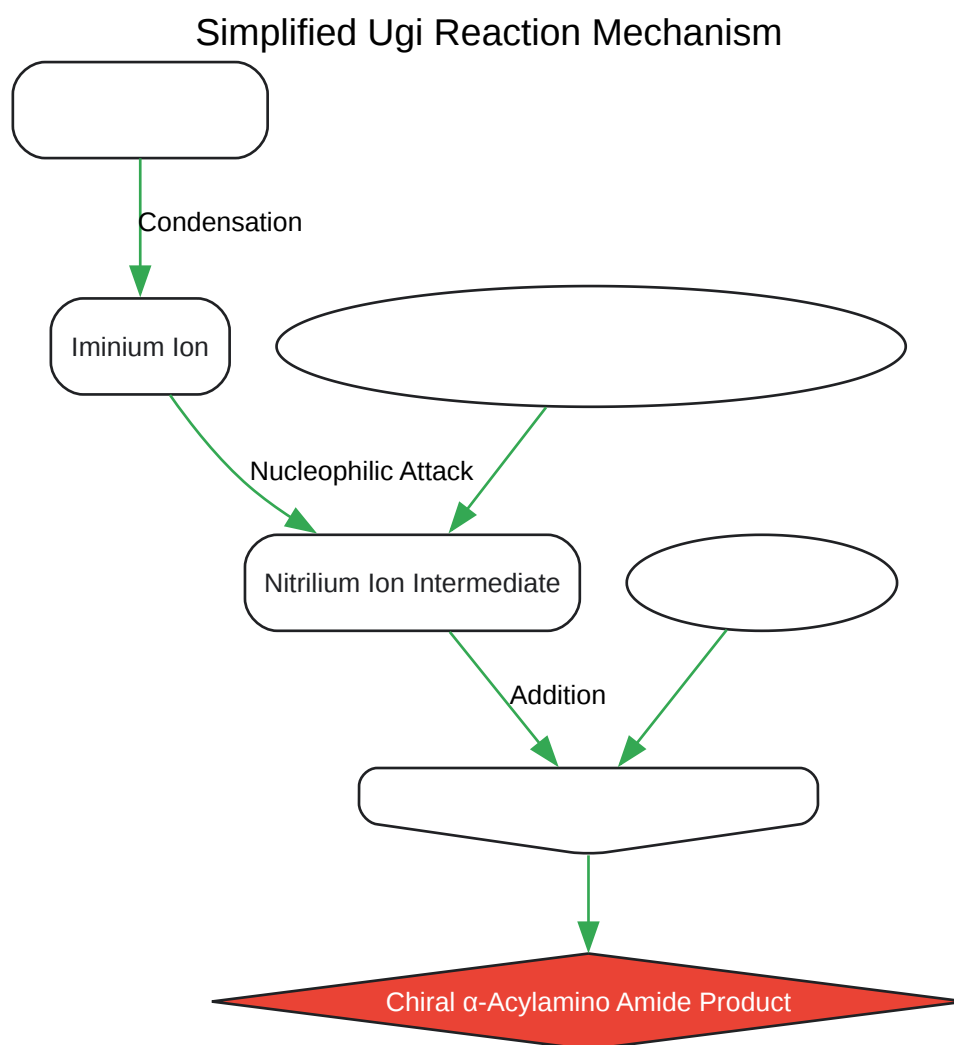 Simplified Ugi Reaction Mechanism
Condensation
Iminium Ion
Nucleophilic Attack
Nitrilium Ion Intermediate
Addition
Chiral α-Acylamino Amide Product